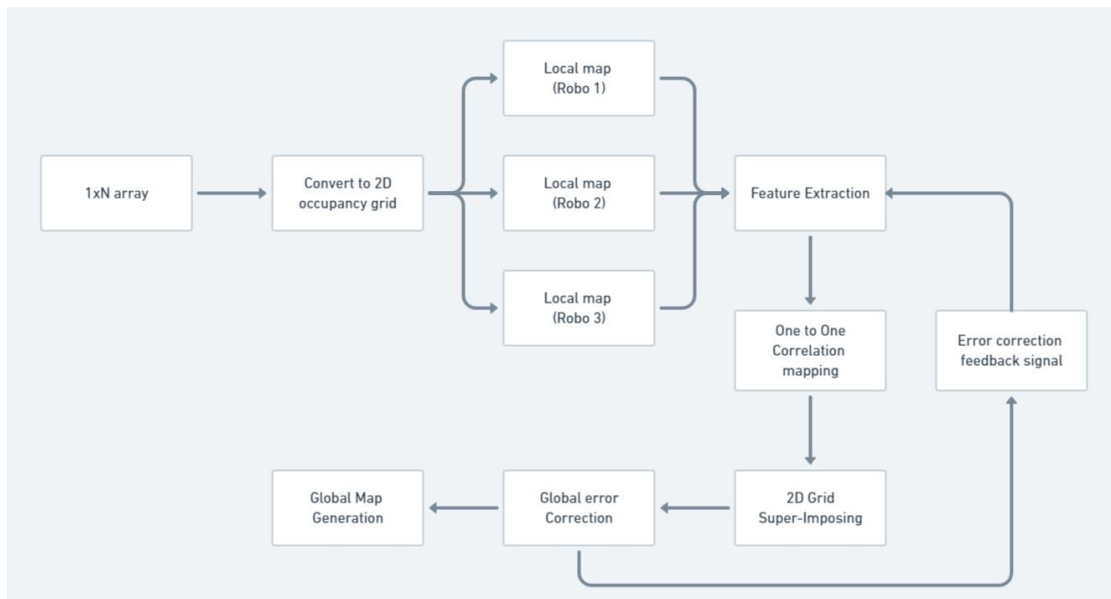 1xN array
Convert to 2D
occupancy grid
Local map
(Robo 1)
Local map
(Robo 2)
Local map
(Robo 3)
Feature Extraction
One to One
Correlation
mapping
Error correction
feedback signal
2D Grid
Super-Imposing
Global error
Correction
Global Map
Generation